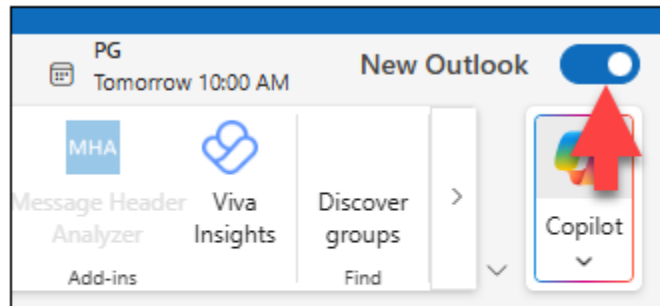 PG
Tomorrow 10:00 AM
New Outlook
MHA
Message Header
Analyzer
Viva
Insights
Add-ins
Discover
groups
Find
Copilot